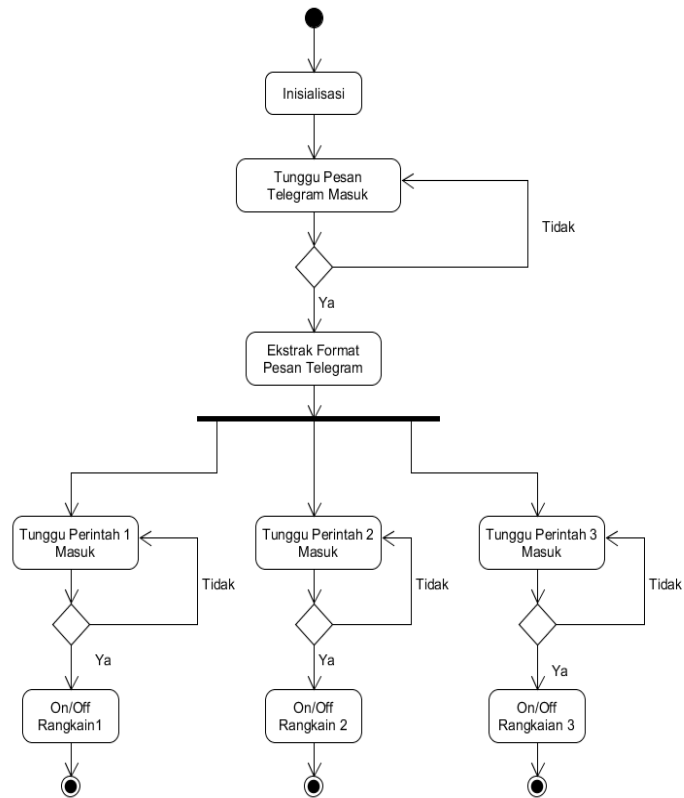 Inisialisasi
Tunggu Pesan
Telegram Masuk
Tidak
Ya
Ekstrak Format
Pesan Telegram
Tunggu Perintah 1
Masuk
Tidak
Ya
On/Off
Rangkain1
Tunggu Perintah 2
Masuk
Tidak
Ya
On/Off
Rangkain 2
Tunggu Perintah 3
Masuk
Tidak
Ya
On/Off
Rangkaian 3